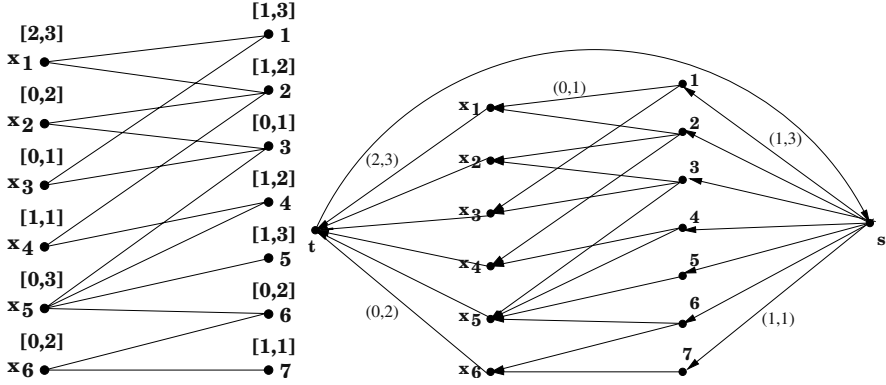 [1,3]
[2,3]
x1
1
[1,2]
[0,2]
2
x2
[0,1]
[0,1]
3
x3
[1,2]
[1,1]
4
x4
[1,3]
[0,3]
5
x5
[0,2]
[0,2]
6
x6
[1,1]
7
1
(0,1)
x1
2
(1,3)
(2,3)
x2
3
x3
4
t
s
x4
5
6
(0,2)
x5
(1,1)
7
x6